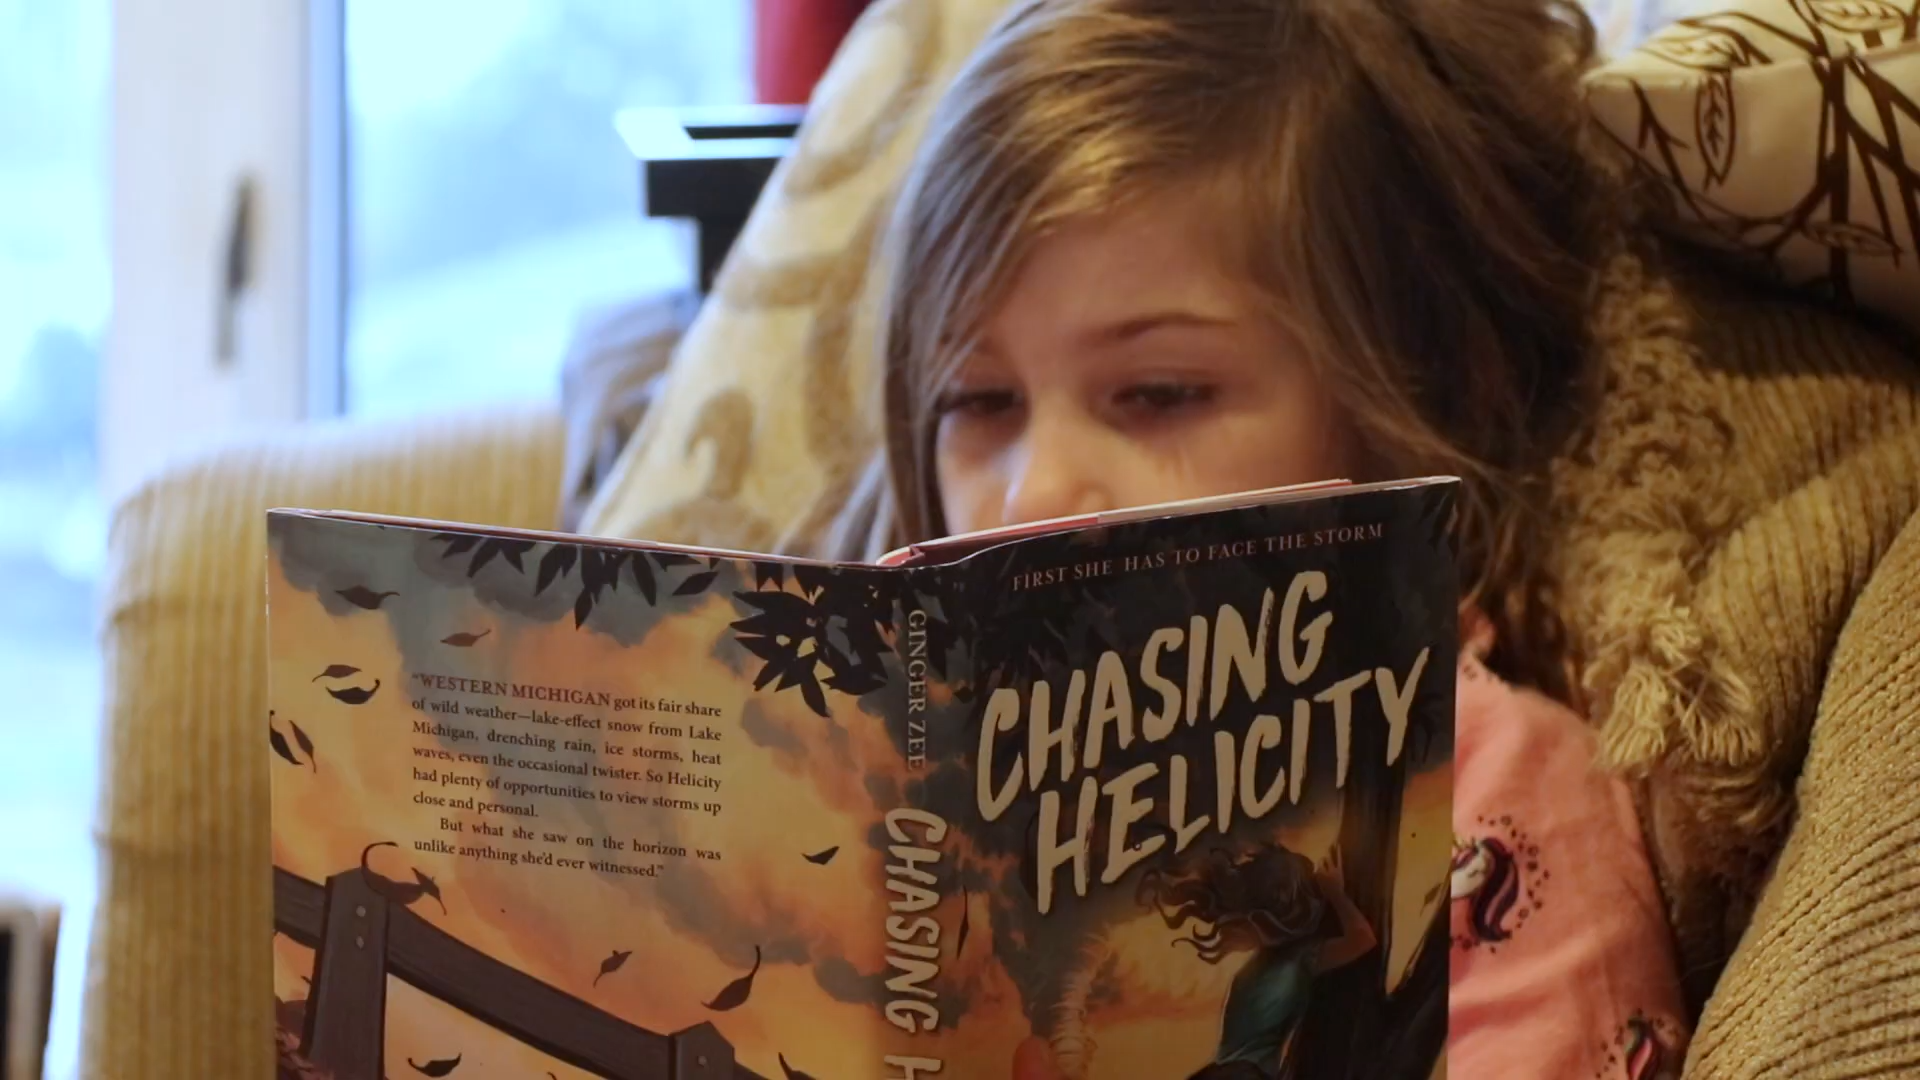 “WESTERN MICHIGAN got its fair share
of wild weather—lake-effect snow from Lake
Michigan, drenching rain, ice storms, heat
waves, even the occasional twister. So Helicity
had plenty of opportunities to view storms up
close and personal.
But what she saw on the horizon was
unlike anything she’d ever witnessed.”
GINGER ZEE
CHASING H
FIRST SHE HAS TO FACE THE STORM
CHASING
HELICITY